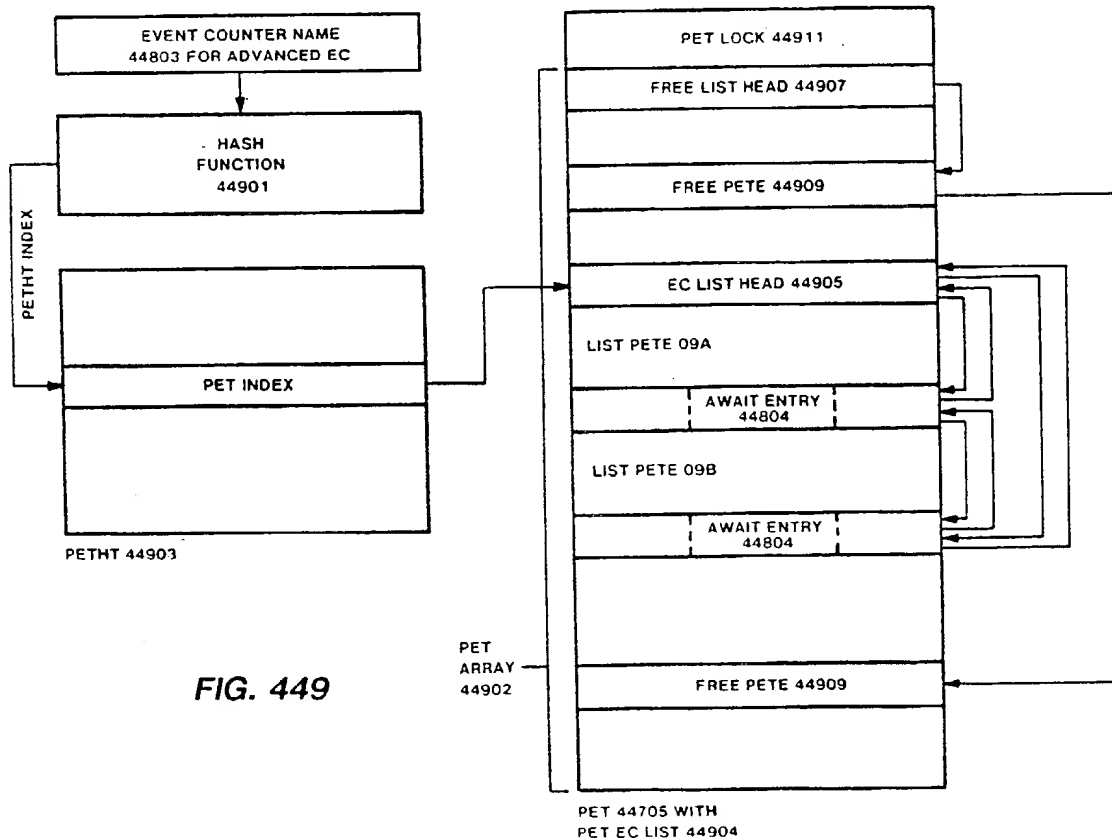 EVENT COUNTER NAME
44803 FOR ADVANCED EC
HASH
FUNCTION
44901
PETHT INDEX
PET INDEX
PETHT 44903
FIG. 449
PET LOCK 44911
FREE LIST HEAD 44907
FREE PETE 44909
EC LIST HEAD 44905
LIST PETE 09A
AWAIT ENTRY
44804
LIST PETE 09B
AWAIT ENTRY
44804
PET
ARRAY
44902
FREE PETE 44909
PET 44705 WITH
PET EC LIST 44904